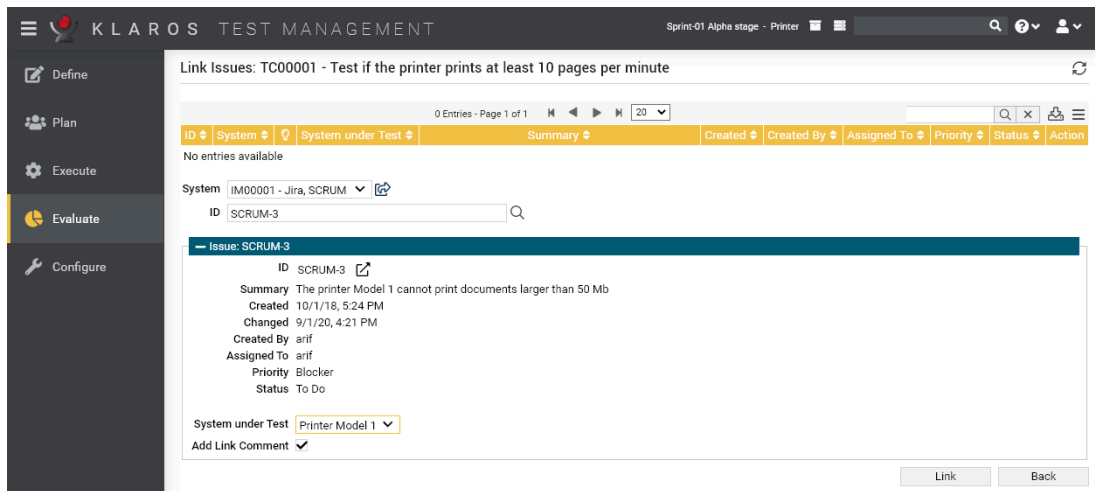 KLAROS TEST MANAGEMENT
Sprint-01 Alpha stage - Printer
Define
Plan
Execute
Evaluate
Configure
Link Issues: TC00001 - Test if the printer prints at least 10 pages per minute
0 Entries - Page 1 of 1 20
ID System System under Test Summary Created Created By Assigned To Priority Status Action
No entries available
System IM00001 - Jira, SCRUM
ID SCRUM-3
Issue: SCRUM-3
ID SCRUM-3
Summary The printer Model 1 cannot print documents larger than 50 Mb
Created 10/1/18, 5:24 PM
Changed 9/1/20, 4:21 PM
Created By arif
Assigned To arif
Priority Blocker
Status To Do
System under Test Printer Model 1
Add Link Comment
Link Back